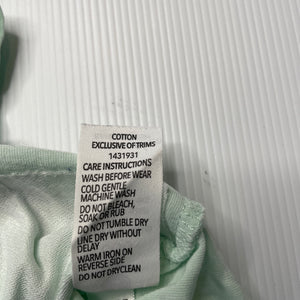 COTTON
EXCLUSIVE OF TRIMS
1431931
CARE INSTRUCTIONS
WASH BEFORE WEAR
COLD GENTLE
MACHINE WASH
DO NOT BLEACH,
SOAK OR RUB
DO NOT TUMBLE DRY
LINE DRY WITHOUT
DELAY
WARM IRON ON
REVERSE SIDE
DO NOT DRYCLEAN